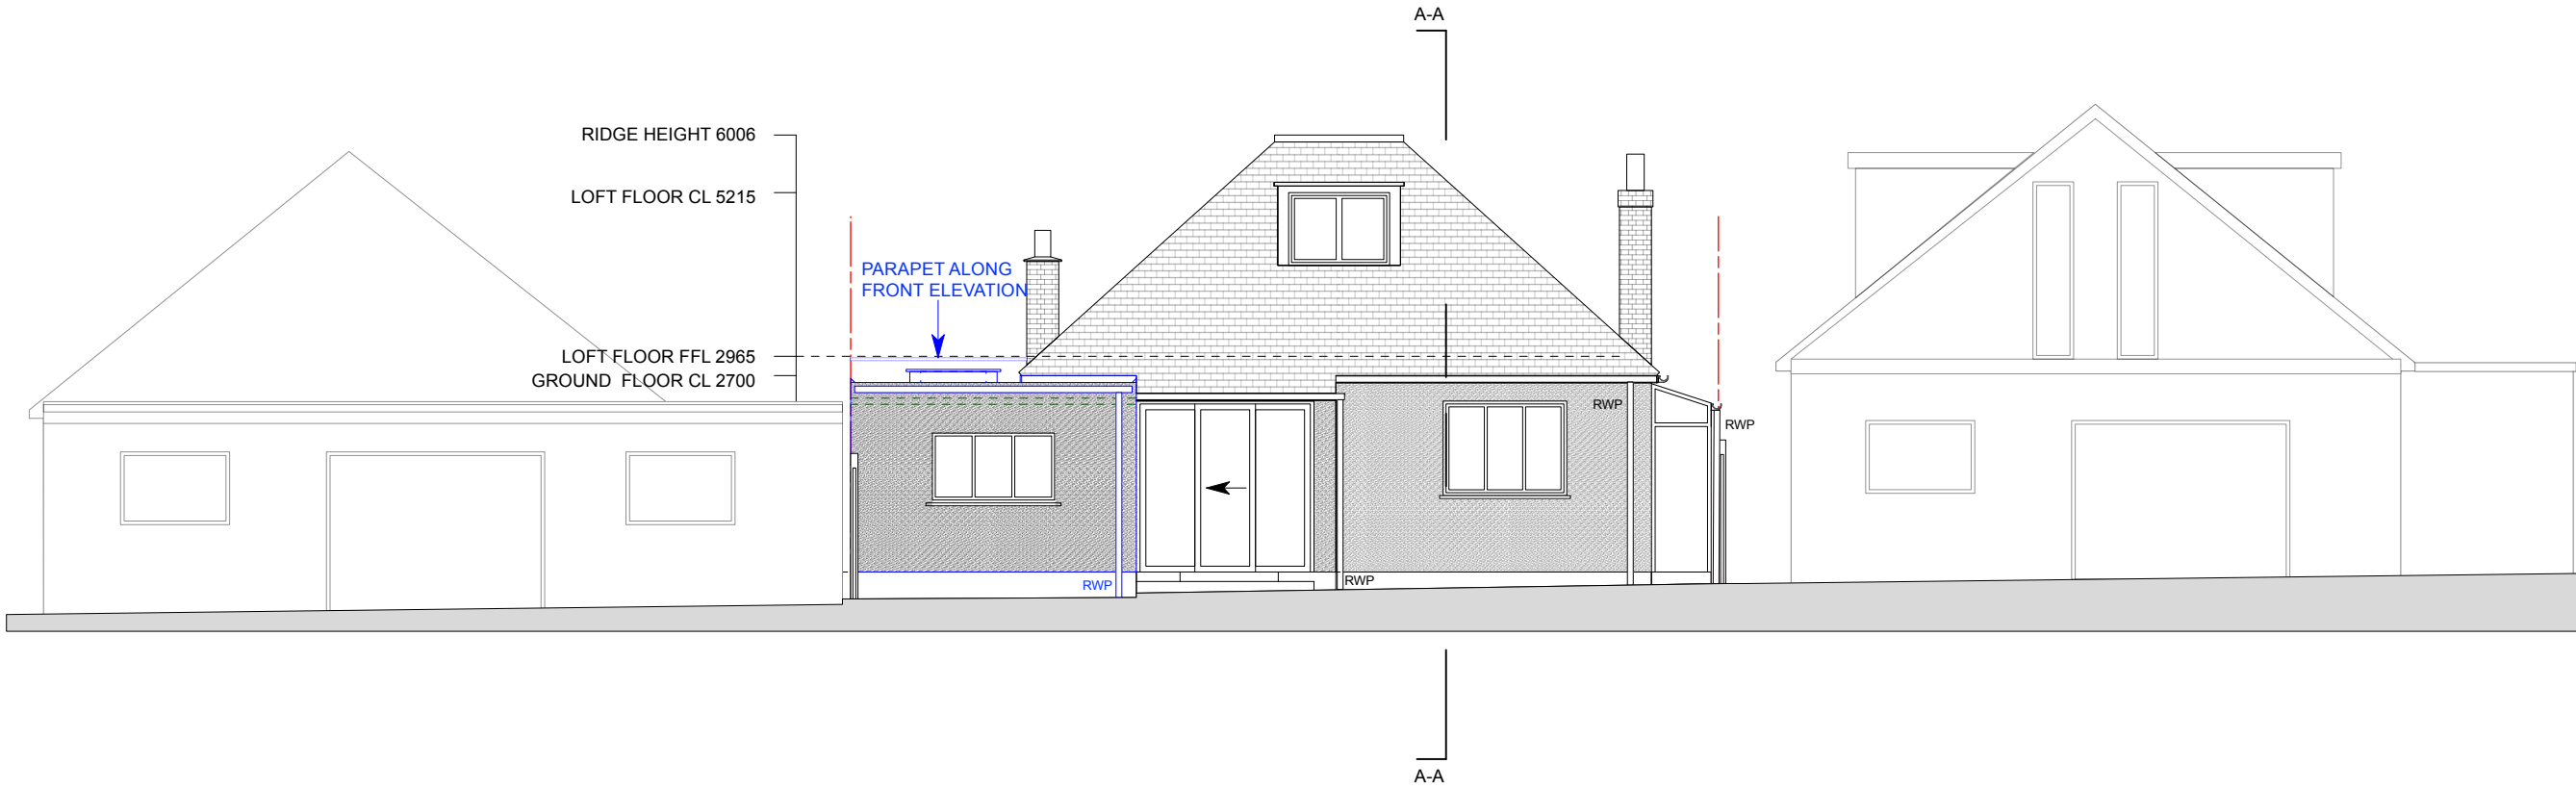 A-A
RIDGE HEIGHT 6006
LOFT FLOOR CL 5215
PARAPET ALONG
FRONT ELEVATION
LOFT FLOOR FFL 2965
GROUND FLOOR CL 2700
RWP
RWP
RWP
RWP
A-A